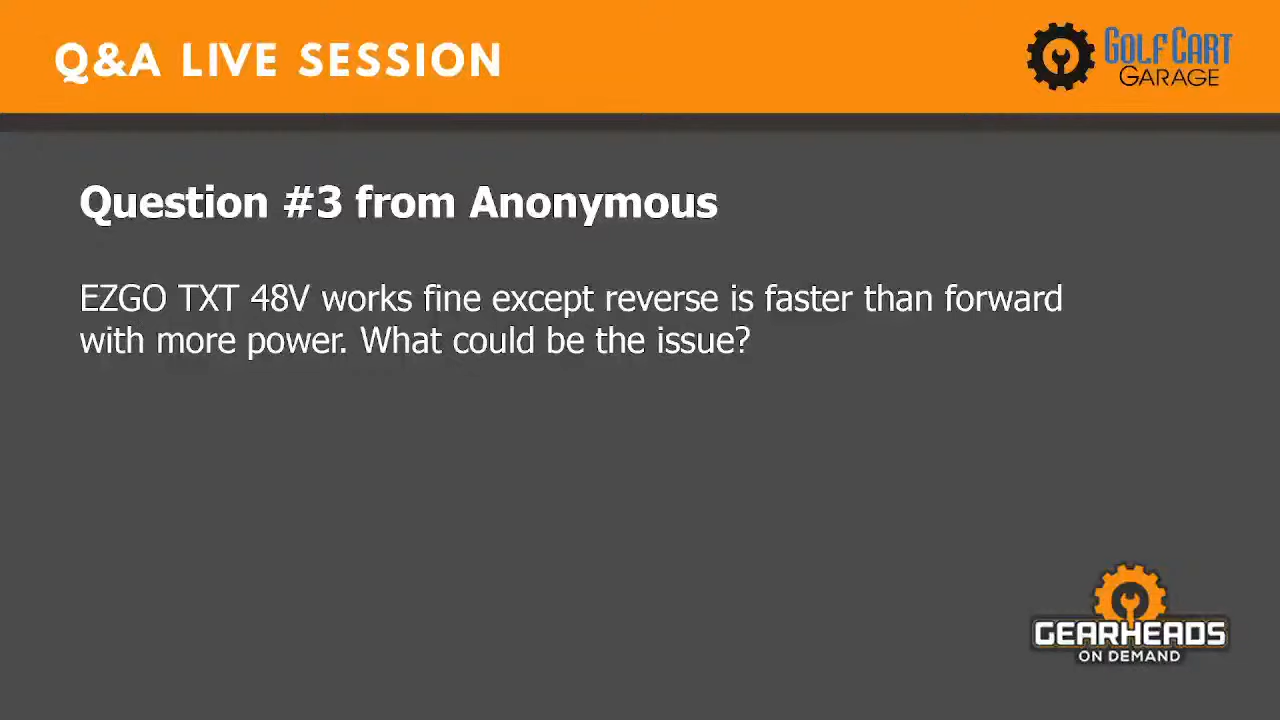 Q&A LIVE SESSION
GOLF CART
GARAGE
Question #3 from Anonymous
EZGO TXT 48V works fine except reverse is faster than forward
with more power. What could be the issue?
GEARHEADS
ON DEMAND